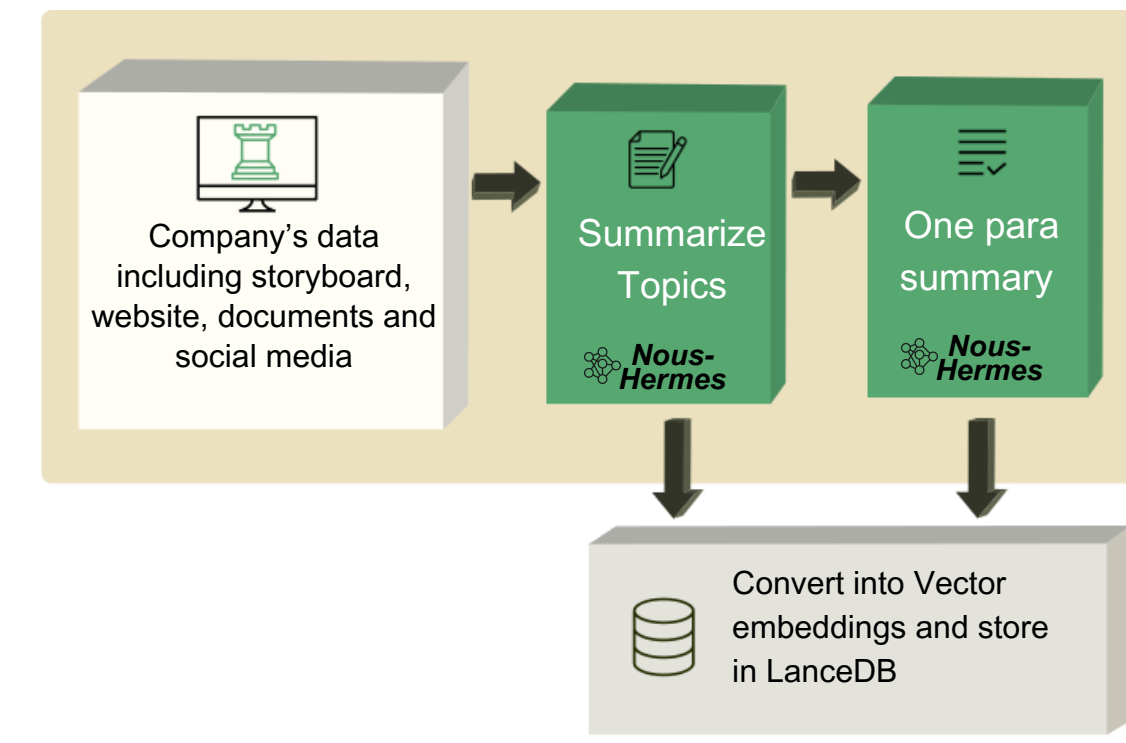 Company’s data
including storyboard,
website, documents and
social media
Summarize
Topics
Nous-
Hermes
One para
summary
Nous-
Hermes
Convert into Vector
embeddings and store
in LanceDB